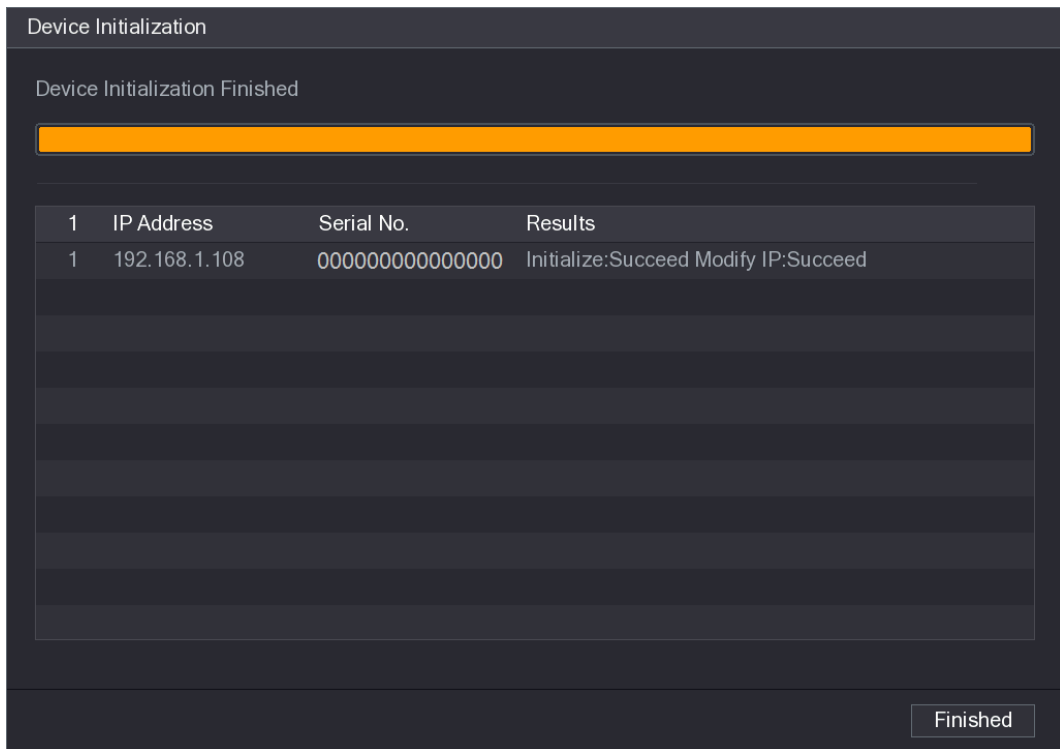 Device Initialization
Device Initialization Finished
1 IP Address Serial No. Results
1 192.168.1.108 000000000000000 Initialize:Succeed Modify IP:Succeed
Finished